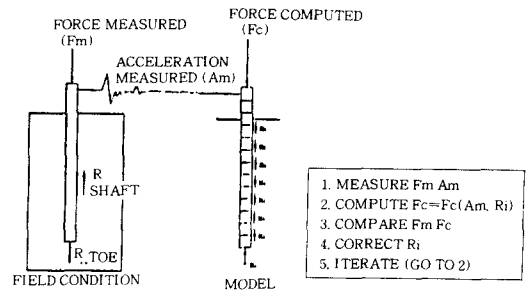 FORCE MEASURED
(Fm)
FORCE COMPUTED
(Fc)
ACCELERATION
MEASURED (Am)
R
SHAFT
R
TOE
FIELD CONDITION
MODEL
1. MEASURE Fm Am
2. COMPUTE Fc=Fc(Am, Ri)
3. COMPARE Fm Fc
4. CORRECT Ri
5. ITERATE (GO TO 2)